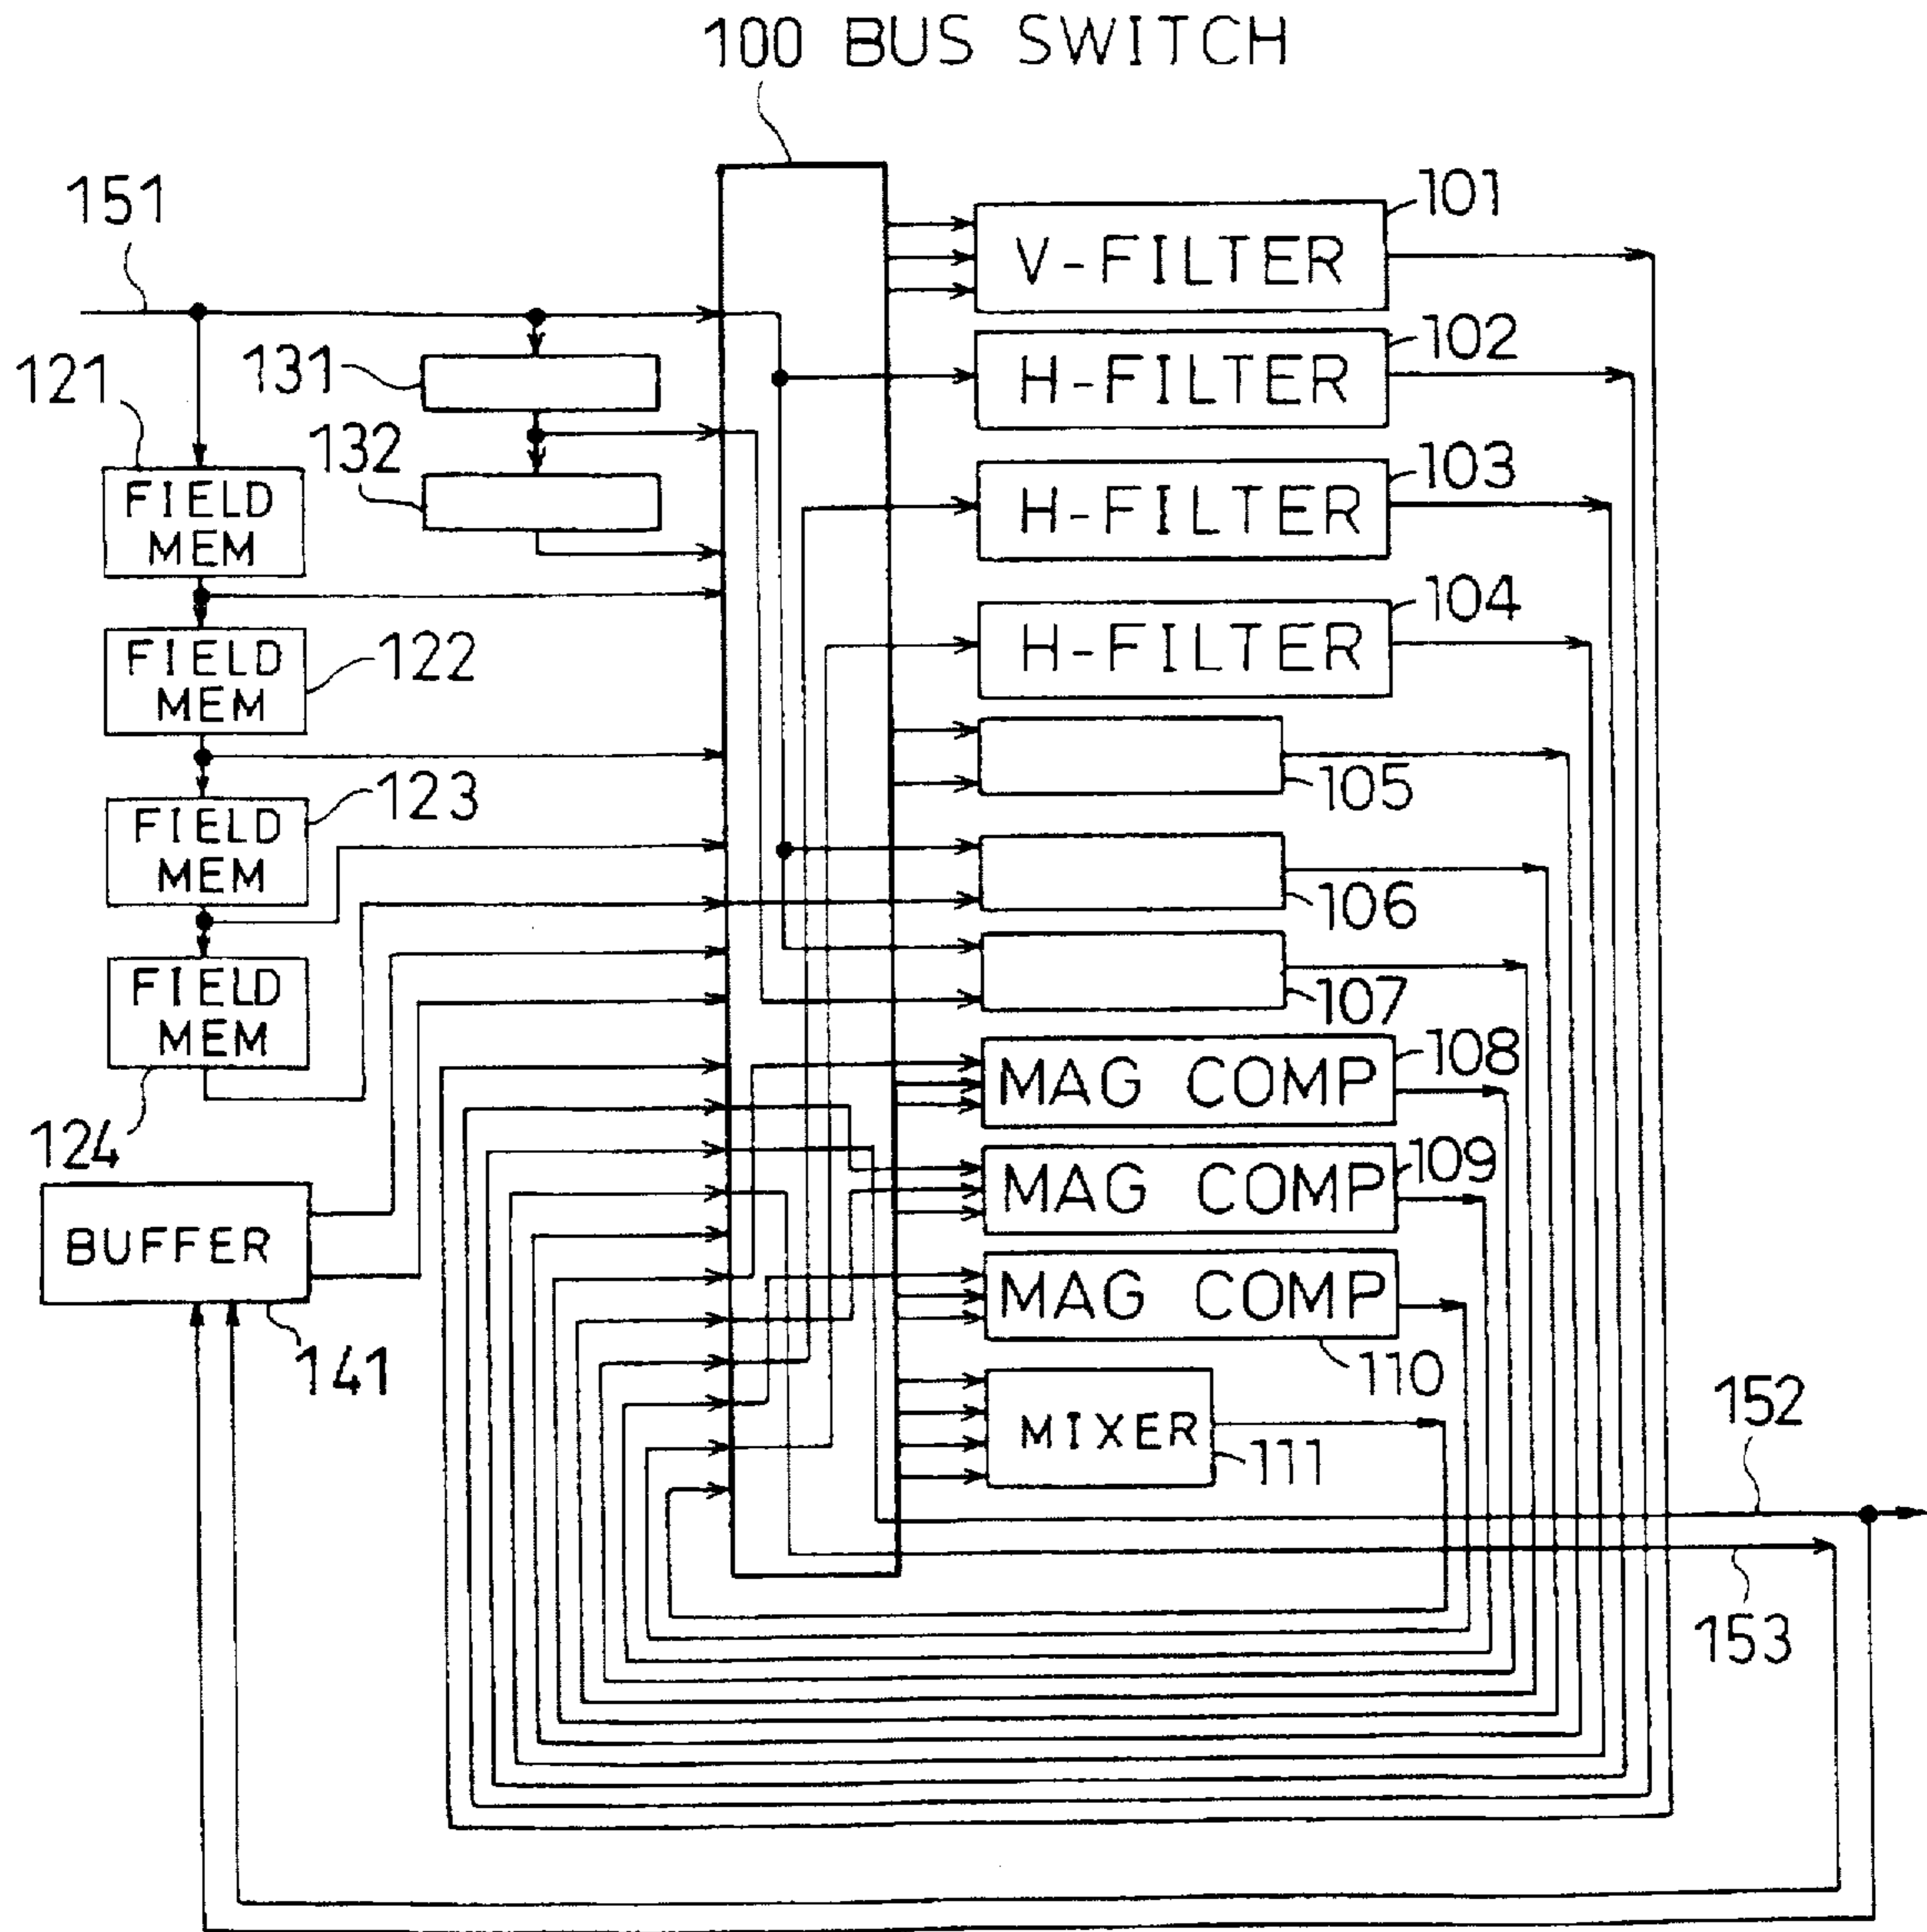 100 BUS SWITCH
151
101
V-FILTER
121
131
102
H-FILTER
132
103
FIELD
MEM
H-FILTER
104
FIELD
MEM
122
H-FILTER
123
105
FIELD
MEM
106
FIELD
MEM
107
108
MAG COMP
124
109
MAG COMP
BUFFER
MAG COMP
141
110
152
MIXER
111
153